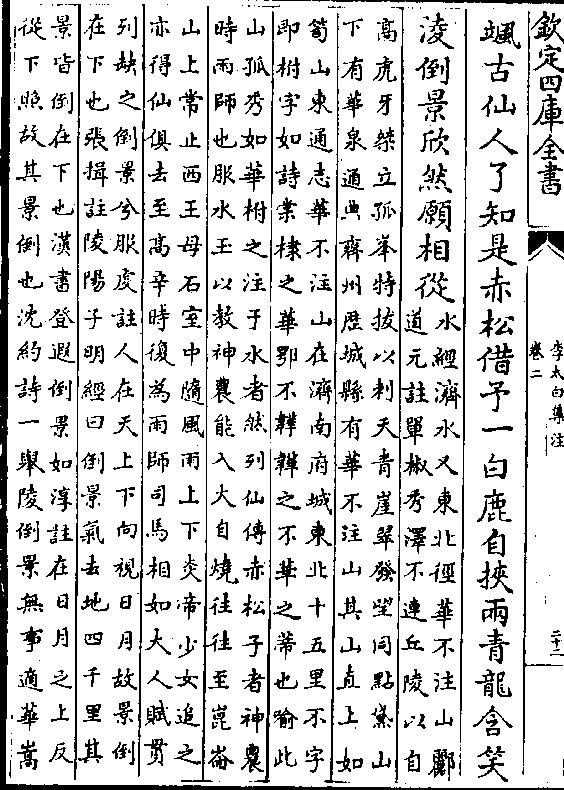 欽定四庫全書
李太白集注
卷二
二十二
颯古仙人了知是赤松借予一白鹿自挾兩青龍含笑
凌倒景欣然願相從
水經濟水又東北徑華不注山酈
道元註單椒秀澤不連丘陵以自
高虎牙桀立孤峯特拔以刺天青崖翠發望同點黛山
下有華泉通典齊州歷城縣有華不注山其山直上如
筍山東通志華不注山在濟南府城東北十五里不字
即柎字如詩棠棣之華鄂不韡韡之不華之蒂也喻此
山孤秀如華柎之注于水者然列仙傳赤松子者神農
時雨師也服水玉以教神農能入火自燒往往至崑崙
山上常止西王母石室中隨風雨上下炎帝少女追之
亦得仙俱去至高辛時復為雨師司馬相如大人賦貫
列缺之倒景兮服虔註人在天上下向視日月故景倒
在下也張揖註陵陽子明經曰倒景氣去地四千里其
景皆倒在下也漢書登遐倒景如淳註在日月之上反
從下照故其景倒也沈約詩一舉陵倒景無事適華嵩